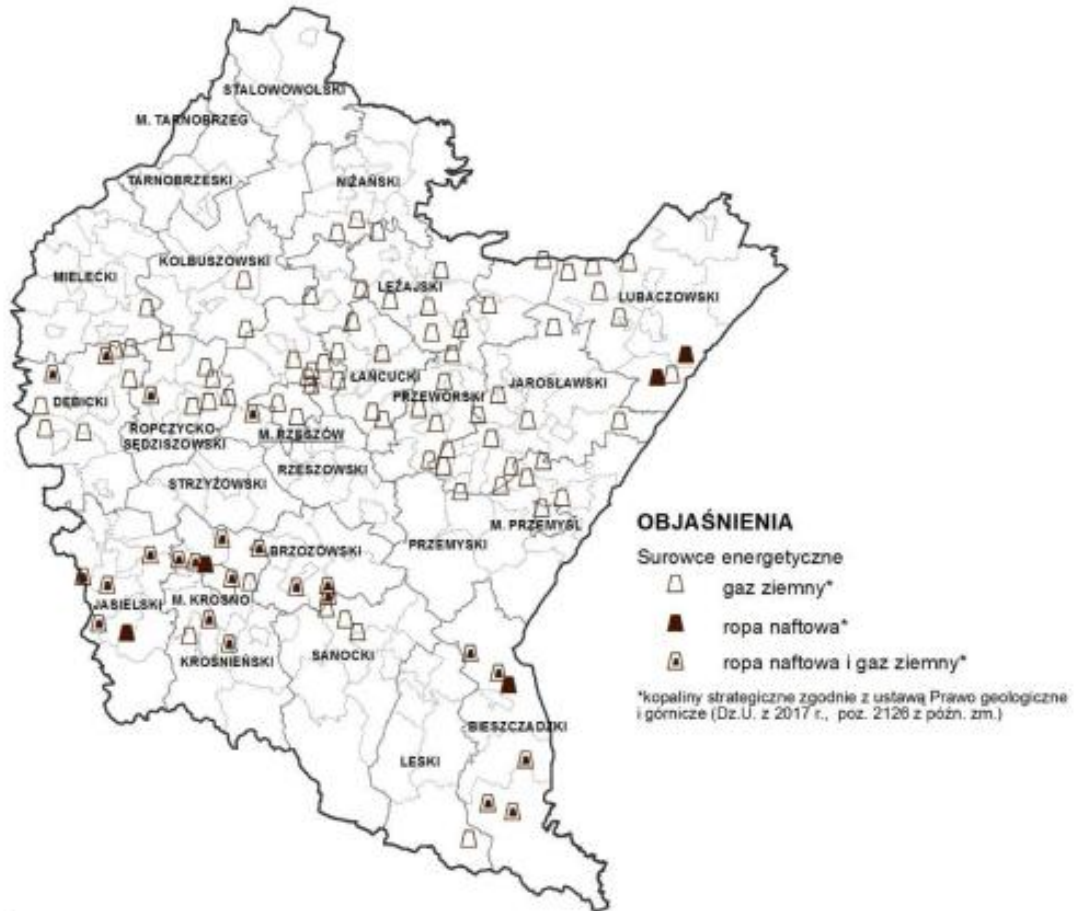 STALOWOWOLSKI
M. TARNOBRZEG
TARNOBRZESKI
NIŻAŃSKI
KOLBUSZOWSKI
MIELECKI
LEŻAJSKI
LUBACZOWSKI
ŁAŃCUCKI
JAROSŁAWSKI
PRZEWORSKI
DĘBICKI
ROPCZYCKO-
SĘDZISZOWSKI
M. RZESZÓW
RZESZOWSKI
STRZYŻOWSKI
M. PRZEMYŚL
PRZEMYSKI
BRZOZOWSKI
JASIELSKI
M. KROSNO
KROŚNIEŃSKI
SANOCKI
BIESZCZADZKI
LESKI
OBJAŚNIENIA
Surowce energetyczne
gaz ziemny*
ropa naftowa*
ropa naftowa i gaz ziemny*
*kopaliny strategiczne zgodnie z ustawą Prawo geologiczne
i górnicze (Dz.U. z 2017 r., poz. 2126 z późn. zm.)